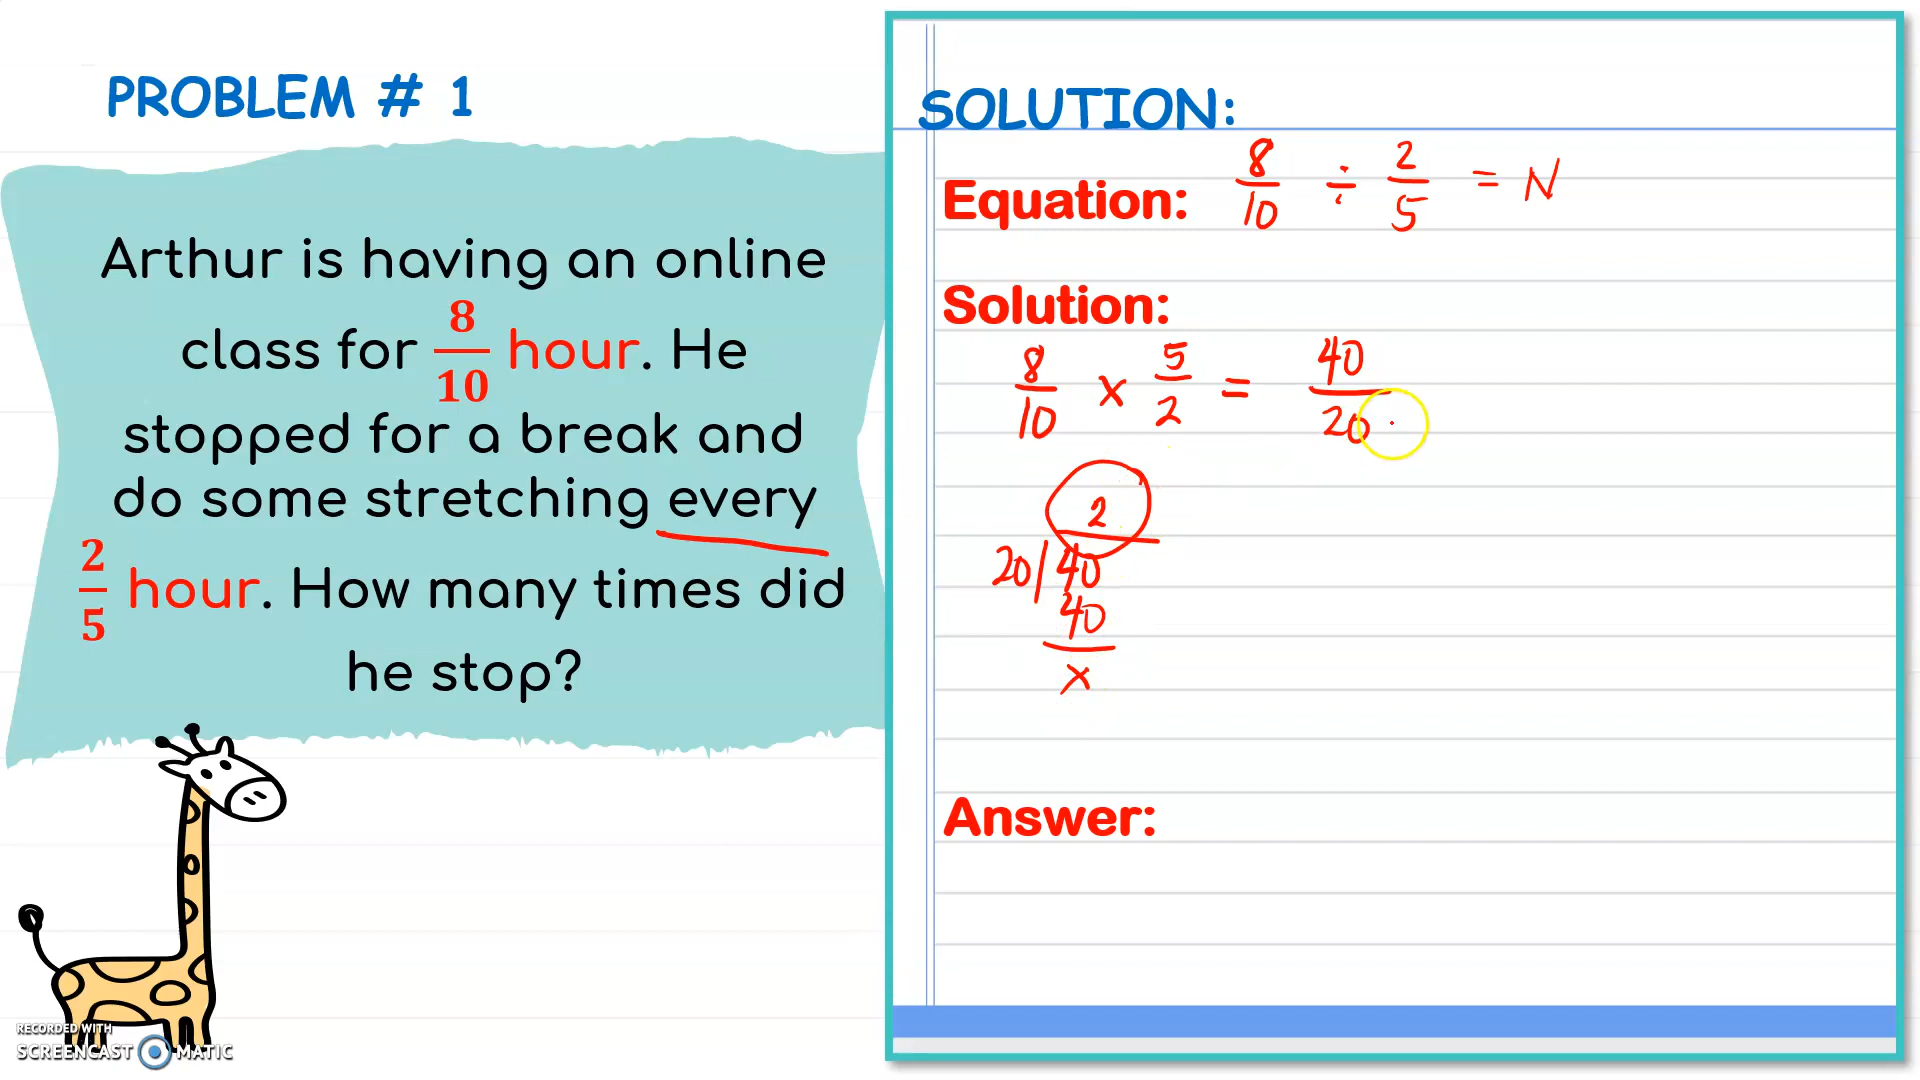 PROBLEM # 1
Arthur is having an online
class for 8/10 hour. He
stopped for a break and
do some stretching every
2/5 hour. How many times did
he stop?
SOLUTION:
Equation: 8/10 ÷ 2/5 = N
Solution:
8/10 x 5/2 = 40/20
2
20 40
40
x
Answer:
RECORDED WITH
SCREENCAST MATIC